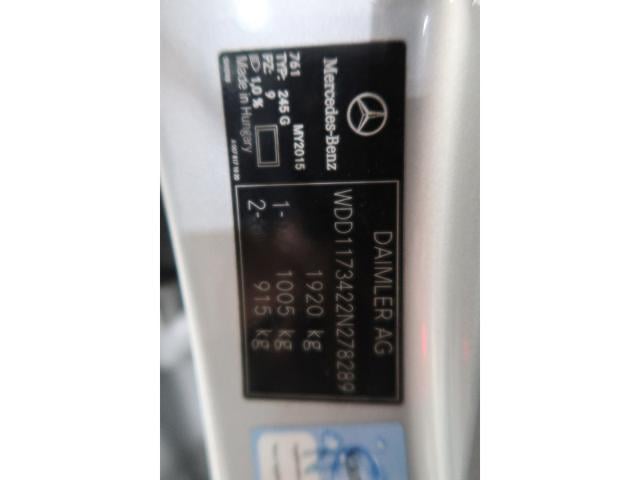 Mercedes-Benz
761 MY2015
TYP: 245 G
PZ: 9
1,0 %
Made in Hungary
DAIMLER AG
WDD1173422N278289
1920 kg
1- 1005 kg
2- 915 kg